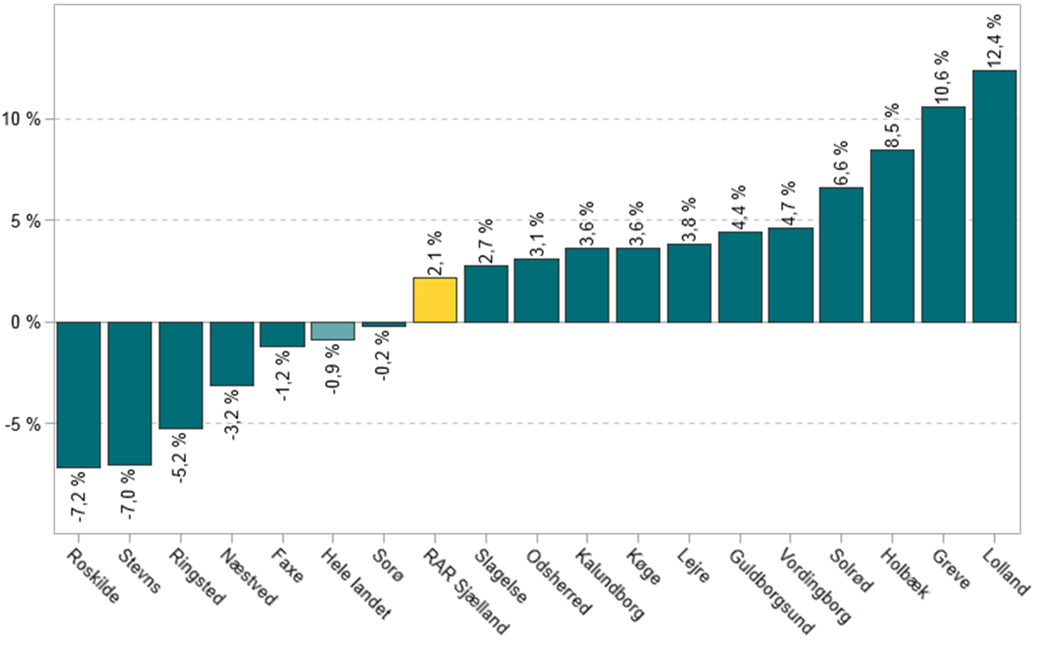 10 %
5 %
0 %
-5 %
-7,2 %
-7,0 %
-5,2 %
-3,2 %
-1,2 %
-0,9 %
-0,2 %
2,1 %
2,7 %
3,1 %
3,6 %
3,6 %
3,8 %
4,4 %
4,7 %
6,6 %
8,5 %
10,6 %
12,4 %
Roskilde
Stevns
Ringsted
Næstved
Faxe
Hele landet
Sorø
RAR Sjælland
Slagelse
Odsherred
Kalundborg
Køge
Lejre
Guldborgsund
Vordingborg
Solrød
Holbæk
Greve
Lolland